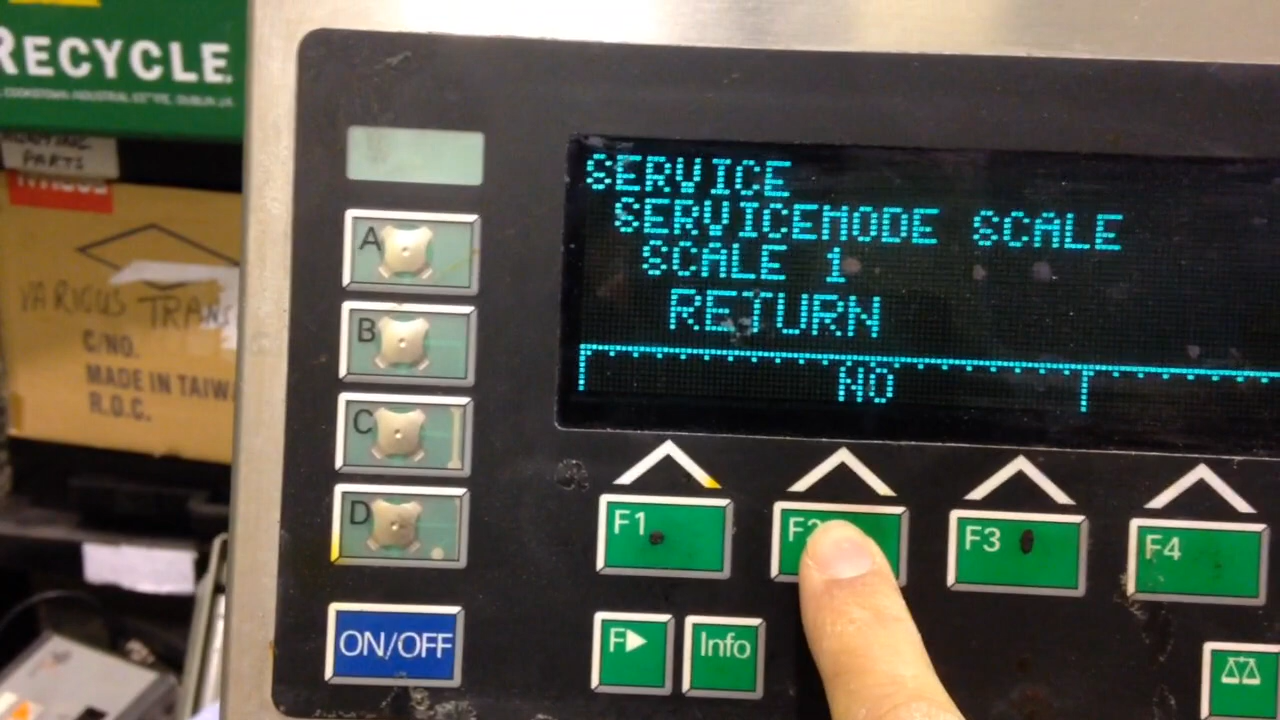 RECYCLE
PARTS
VARIOUS TRANS
C/NO.
MADE IN TAIW
R.O.C.
SERVICE
SERVICEMODE SCALE
SCALE 1
RETURN
NO
A
B
C
D
ON/OFF
F1
F2
F3
F4
F
Info